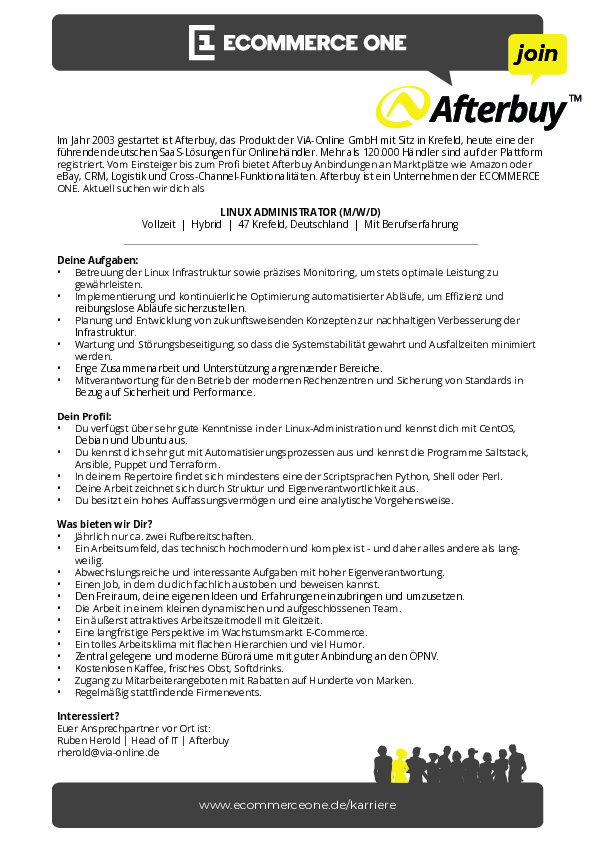 ECOMMERCE ONE
join
Afterbuy™
Im Jahr 2003 gestartet ist Afterbuy, das Produkt der ViA-Online GmbH mit Sitz in Krefeld, heute eine der
führenden deutschen SaaS-Lösungen für Onlinehändler. Mehr als 120.000 Händler sind auf der Plattform
registriert. Vom Einsteiger bis zum Profi bietet Afterbuy Anbindungen an Marktplätze wie Amazon oder
eBay, CRM, Logistik und Cross-Channel-Funktionalitäten. Afterbuy ist ein Unternehmen der ECOMMERCE
ONE. Aktuell suchen wir dich als
LINUX ADMINISTRATOR (M/W/D)
Vollzeit | Hybrid | 47 Krefeld, Deutschland | Mit Berufserfahrung
Deine Aufgaben:
• Betreuung der Linux Infrastruktur sowie präzises Monitoring, um stets optimale Leistung zu
gewährleisten.
• Implementierung und kontinuierliche Optimierung automatisierter Abläufe, um Effizienz und
reibungslose Abläufe sicherzustellen.
• Planung und Entwicklung von zukunftsweisenden Konzepten zur nachhaltigen Verbesserung der
Infrastruktur.
• Wartung und Störungsbeseitigung, so dass die Systemstabilität gewahrt und Ausfallzeiten minimiert
werden.
• Enge Zusammenarbeit und Unterstützung angrenzender Bereiche.
• Mitverantwortung für den Betrieb der modernen Rechenzentren und Sicherung von Standards in
Bezug auf Sicherheit und Performance.
Dein Profil:
• Du verfügst über sehr gute Kenntnisse in der Linux-Administration und kennst dich mit CentOS,
Debian und Ubuntu aus.
• Du kennst dich sehr gut mit Automatisierungsprozessen aus und kennst die Programme Saltstack,
Ansible, Puppet und Terraform.
• In deinem Repertoire findet sich mindestens eine der Scriptsprachen Python, Shell oder Perl.
• Deine Arbeit zeichnet sich durch Struktur und Eigenverantwortlichkeit aus.
• Du besitzt ein hohes Auffassungsvermögen und eine analytische Vorgehensweise.
Was bieten wir Dir?
• Jährlich nur ca. zwei Rufbereitschaften.
• Ein Arbeitsumfeld, das technisch hochmodern und komplex ist - und daher alles andere als lang-
weilig.
• Abwechslungsreiche und interessante Aufgaben mit hoher Eigenverantwortung.
• Einen Job, in dem du dich fachlich austoben und beweisen kannst.
• Den Freiraum, deine eigenen Ideen und Erfahrungen einzubringen und umzusetzen.
• Die Arbeit in einem kleinen dynamischen und aufgeschlossenen Team.
• Ein äußerst attraktives Arbeitszeitmodell mit Gleitzeit.
• Eine langfristige Perspektive im Wachstumsmarkt E-Commerce.
• Ein tolles Arbeitsklima mit flachen Hierarchien und viel Humor.
• Zentral gelegene und moderne Büroräume mit guter Anbindung an den ÖPNV.
• Kostenlosen Kaffee, frisches Obst, Softdrinks.
• Zugang zu Mitarbeiterangeboten mit Rabatten auf Hunderte von Marken.
• Regelmäßig stattfindende Firmenevents.
Interessiert?
Euer Ansprechpartner vor Ort ist:
Ruben Herold | Head of IT | Afterbuy
rherold@via-online.de
www.ecommerceone.de/karriere